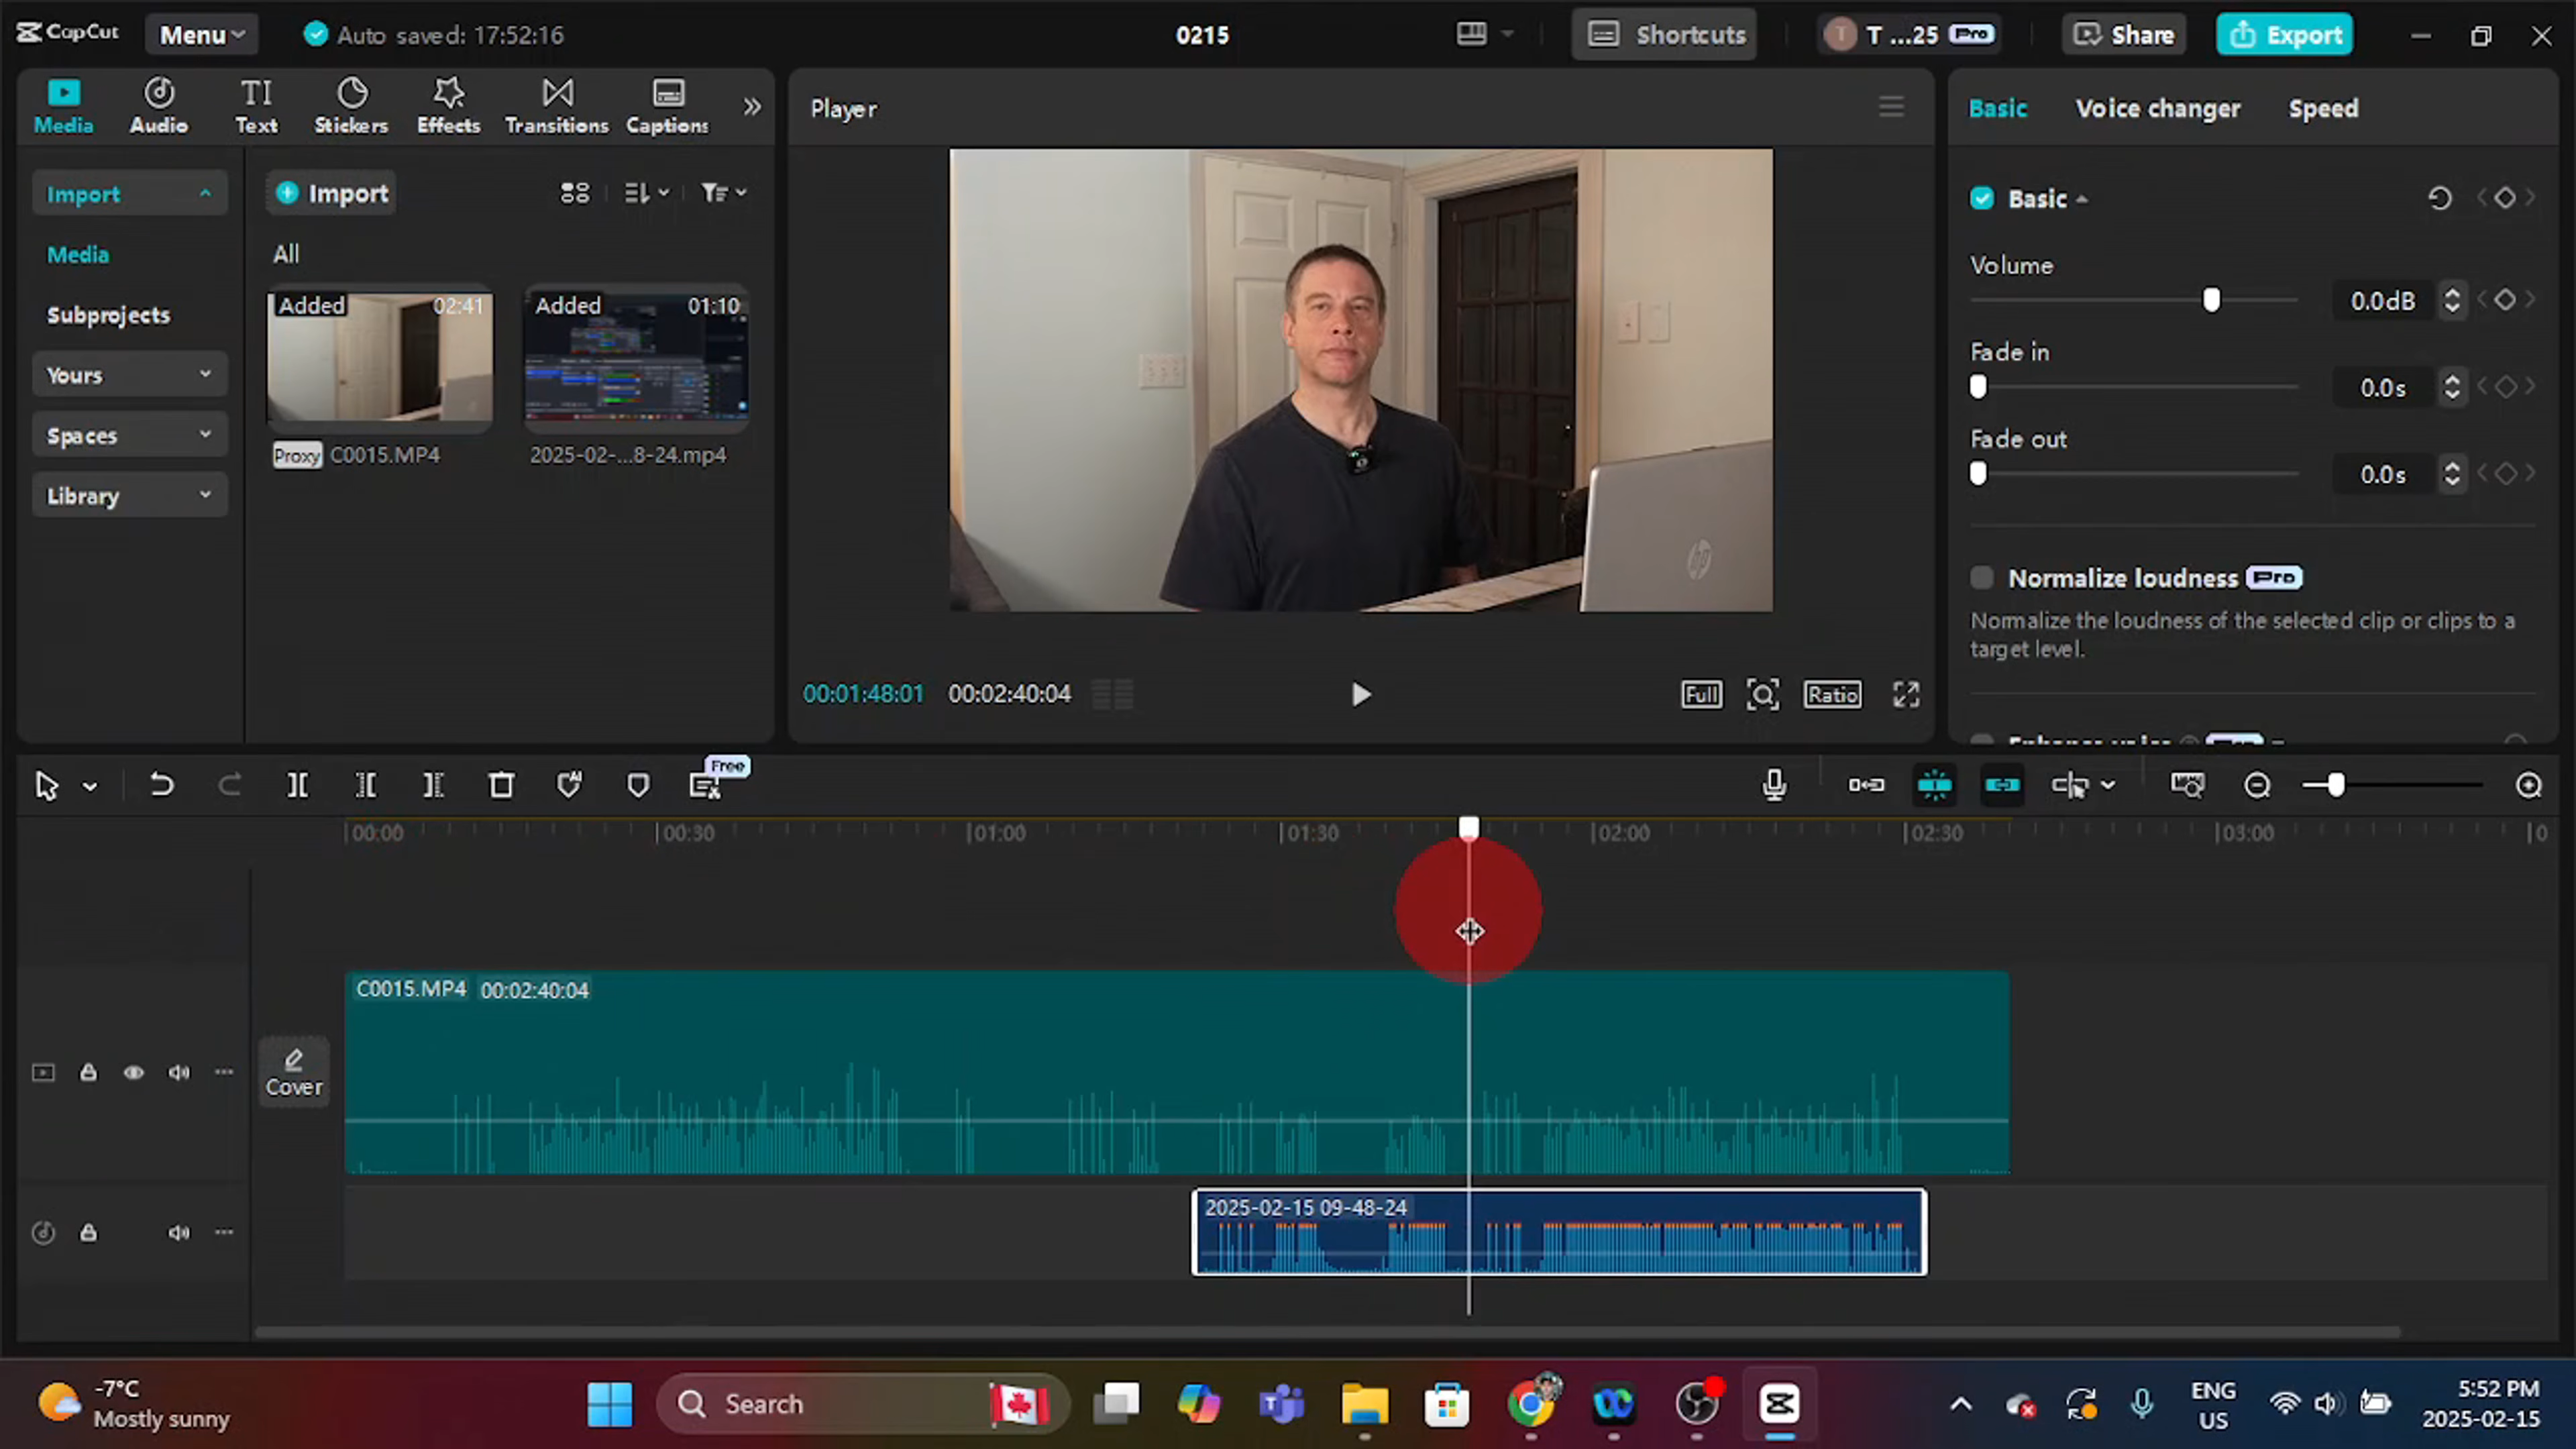 CapCut
Menu
Auto saved: 17:52:16
0215
Shortcuts
T ...25 Pro
Share
Export
Media
Audio
TI
Text
Stickers
Effects
Transitions
Captions
Player
Basic
Voice changer
Speed
Import
Media
Subprojects
Yours
Spaces
Library
Import
All
Added 02:41
Proxy C0015.MP4
Added 01:10
2025-02-...8-24.mp4
hp
00:01:48:01 00:02:40:04
Full
Ratio
Basic
Volume
0.0dB
Fade in
0.0s
Fade out
0.0s
Normalize loudness Pro
Normalize the loudness of the selected clip or clips to a
target level.
Free
00:00 00:30 01:00 01:30 02:00 02:30 03:00 0
C0015.MP4 00:02:40:04
Cover
2025-02-15 09-48-24
-7°C
Mostly sunny
Search
ENG
US
5:52 PM
2025-02-15